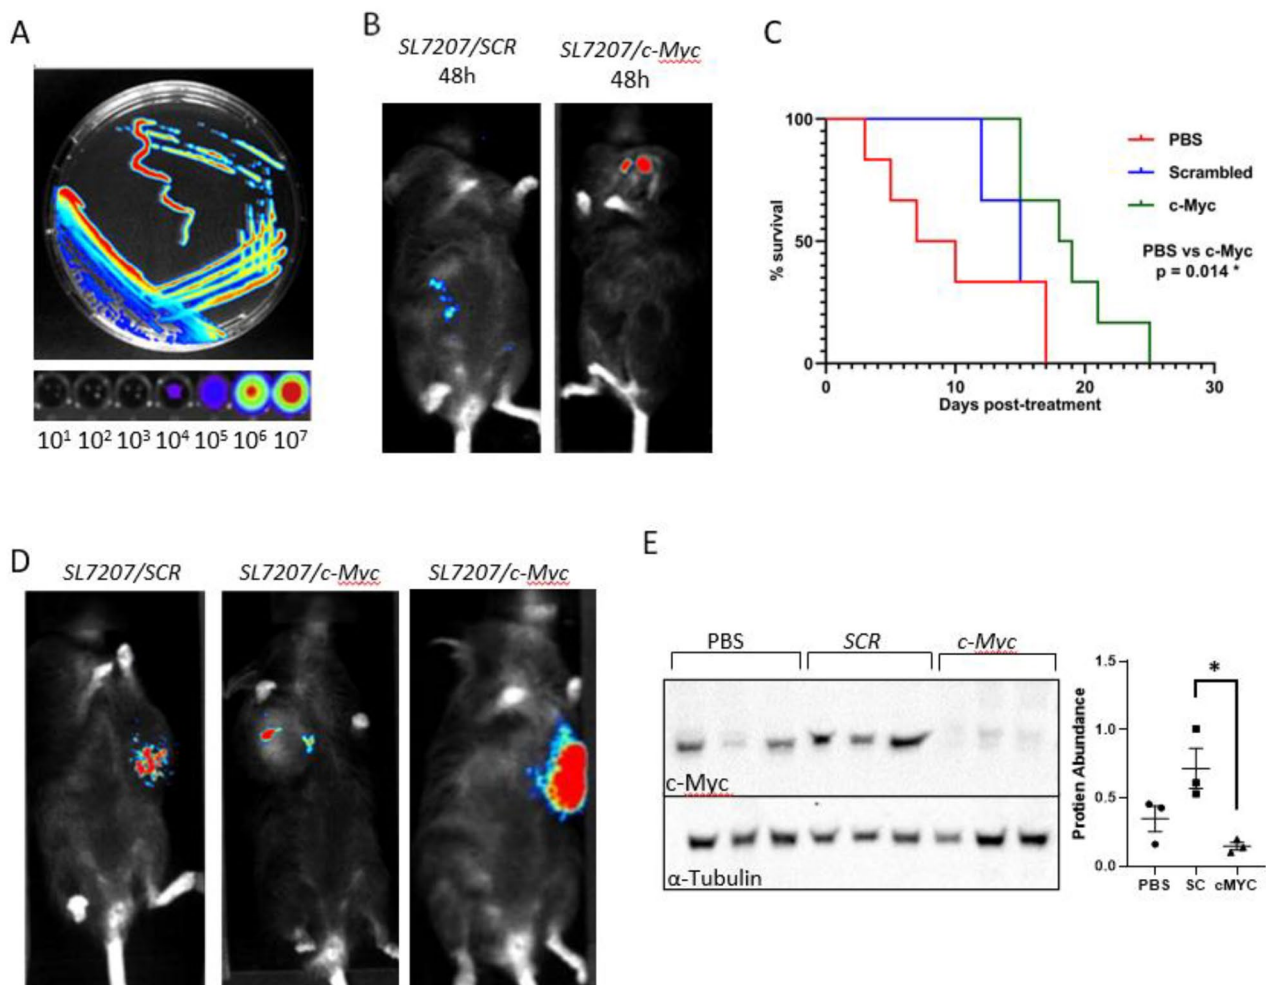 A
10¹ 10² 10³ 10⁴ 10⁵ 10⁶ 10⁷
B
SL7207/SCR
48h
SL7207/c-Myc
48h
C
100
50
0
% survival
0 10 20 30
Days post-treatment
PBS
Scrambled
c-Myc
PBS vs c-Myc
p = 0.014 *
D
SL7207/SCR
SL7207/c-Myc
SL7207/c-Myc
E
PBS SCR c-Myc
c-Myc
α-Tubulin
1.5
1.0
0.5
0.0
Protien Abundance
*
PBS SC cMYC